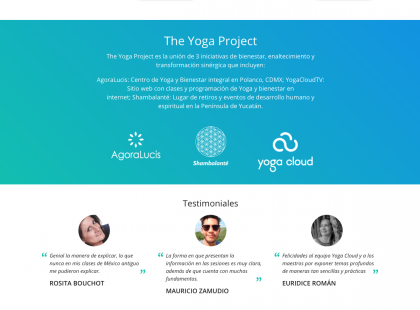 The Yoga Project
The Yoga Project es la unión de 3 iniciativas de bienestar, enaltecimiento y
transformación sinérgica que incluyen:
AgoraLucis: Centro de Yoga y Bienestar integral en Polanco, CDMX; YogaCloudTV:
Sitio web con clases y programación de Yoga y bienestar en
internet; Shambalanté: Lugar de retiros y eventos de desarrollo humano y
espiritual en la Península de Yucatán.
AgoraLucis
Shambalanté
yoga cloud
Testimoniales
“ Genial la manera de explicar, lo que
nunca en mis clases de México antiguo
me pudieron explicar. ”
ROSITA BOUCHOT
“ La forma en que presentan la
información en las sesiones es muy clara,
además de que cuenta con muchos
fundamentos. ”
MAURICIO ZAMUDIO
“ Felicidades al equipo Yoga Cloud y a los
maestros por exponer temas profundos
de maneras tan sencillas y prácticas ”
EURIDICE ROMÁN